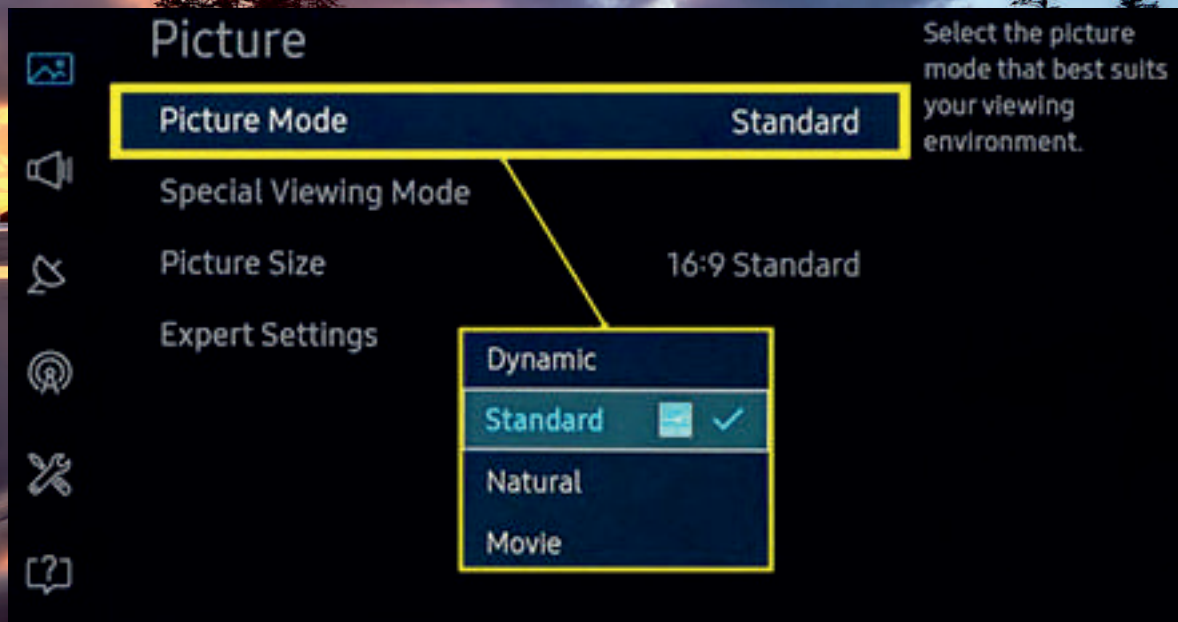 Picture
Select the picture
mode that best suits
your viewing
environment.
Picture Mode Standard
Special Viewing Mode
Picture Size 16:9 Standard
Expert Settings
Dynamic
Standard
Natural
Movie